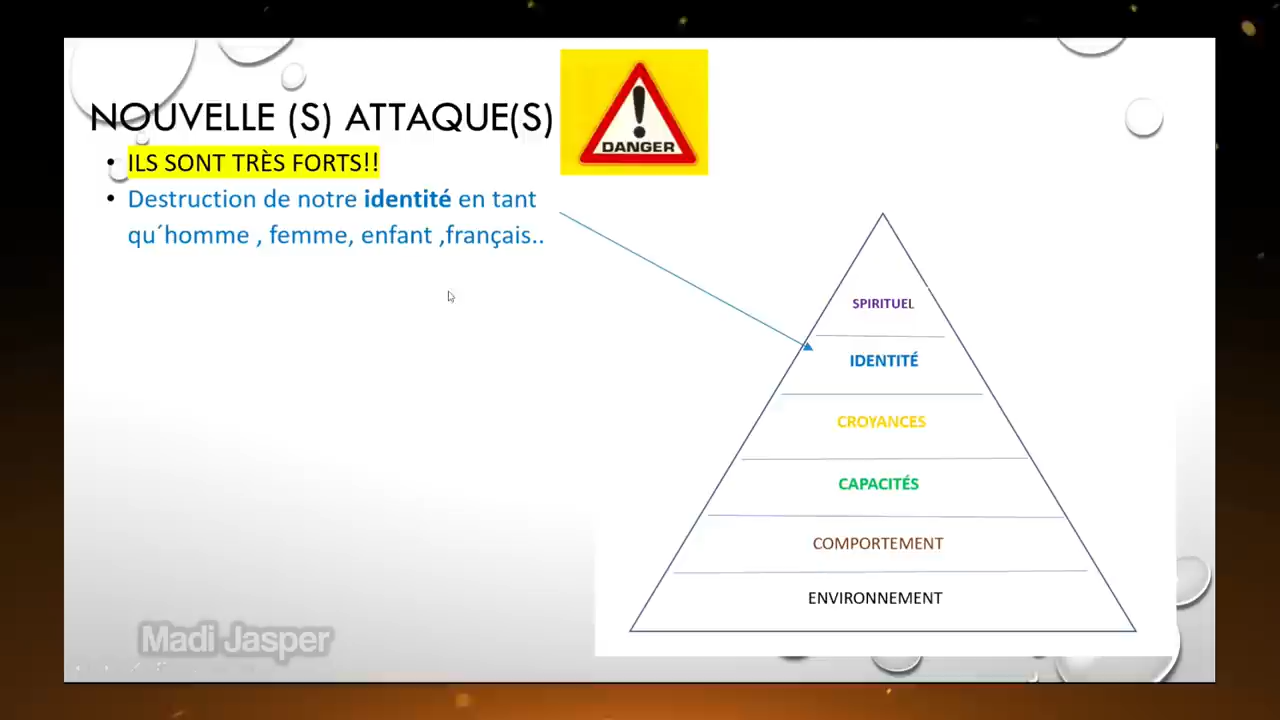 NOUVELLE (S) ATTAQUE(S)
DANGER
• ILS SONT TRÈS FORTS!!
• Destruction de notre identité en tant
qu´homme , femme, enfant ,français..
SPIRITUEL
IDENTITÉ
CROYANCES
CAPACITÉS
COMPORTEMENT
ENVIRONNEMENT
Madi Jasper